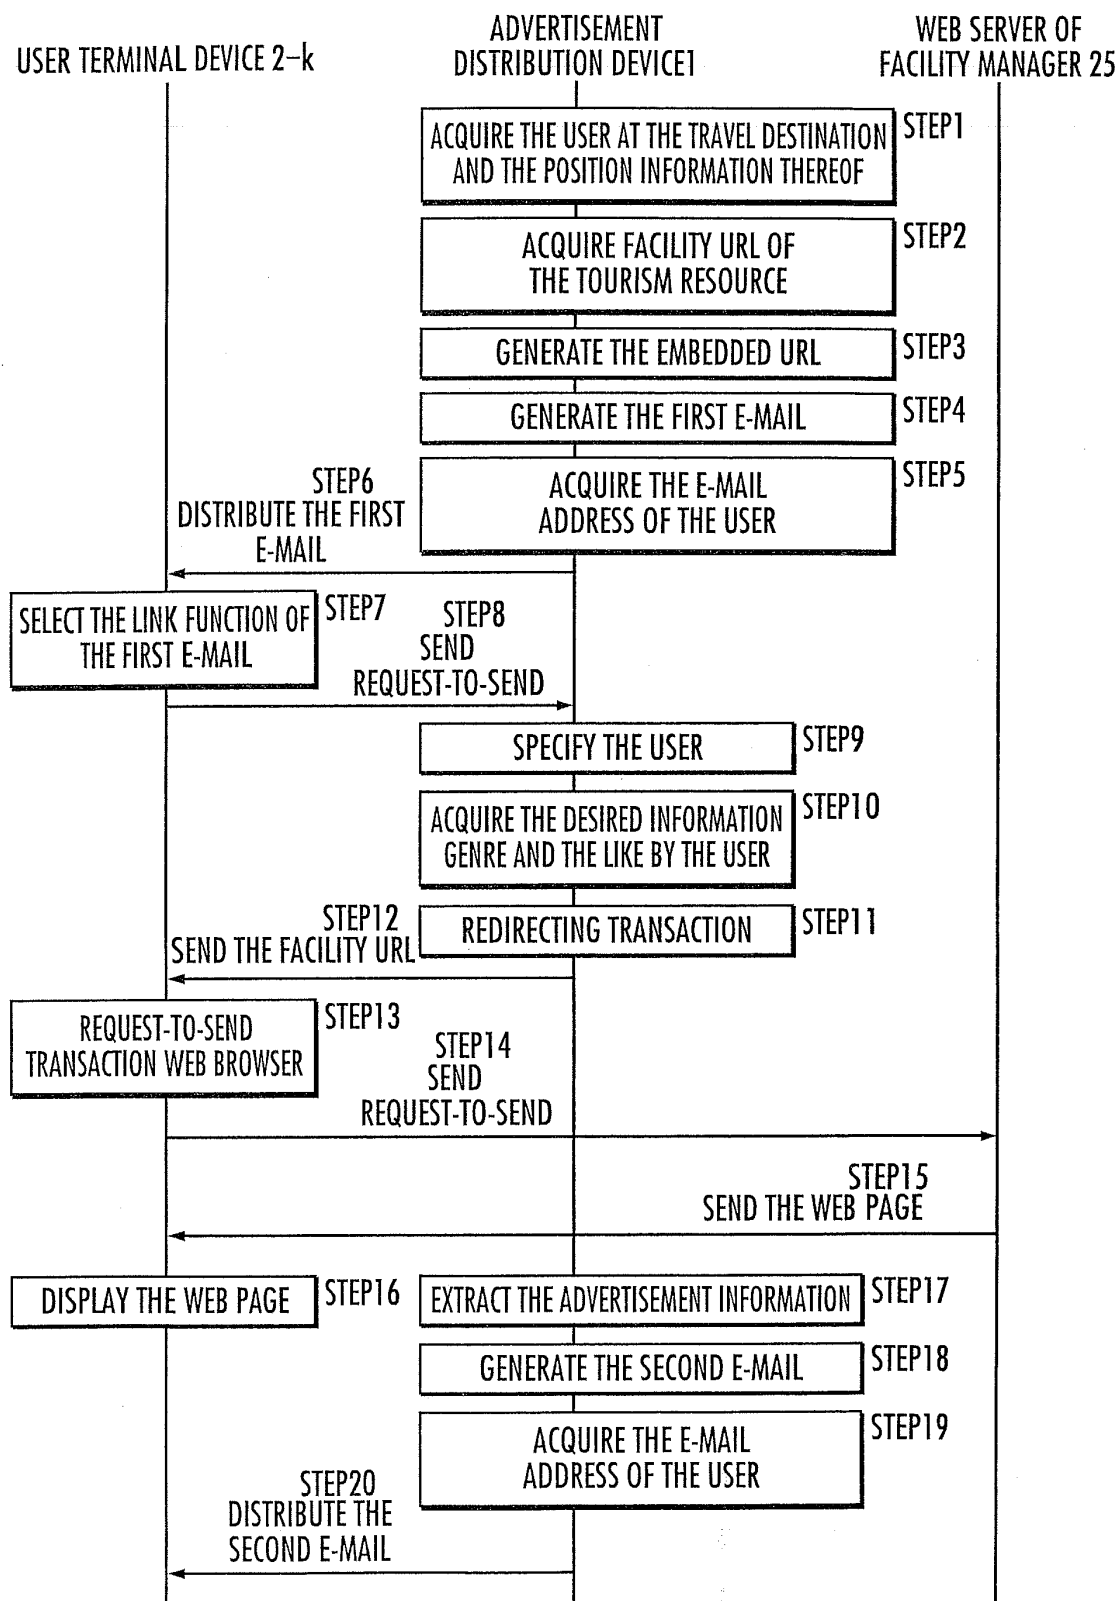 USER TERMINAL DEVICE 2-k
ADVERTISEMENT
DISTRIBUTION DEVICE1
WEB SERVER OF
FACILITY MANAGER 25
ACQUIRE THE USER AT THE TRAVEL DESTINATION
AND THE POSITION INFORMATION THEREOF
STEP1
ACQUIRE FACILITY URL OF
THE TOURISM RESOURCE
STEP2
GENERATE THE EMBEDDED URL
STEP3
GENERATE THE FIRST E-MAIL
STEP4
ACQUIRE THE E-MAIL
ADDRESS OF THE USER
STEP5
STEP6
DISTRIBUTE THE FIRST
E-MAIL
SELECT THE LINK FUNCTION OF
THE FIRST E-MAIL
STEP7
STEP8
SEND
REQUEST-TO-SEND
SPECIFY THE USER
STEP9
ACQUIRE THE DESIRED INFORMATION
GENRE AND THE LIKE BY THE USER
STEP10
REDIRECTING TRANSACTION
STEP11
STEP12
SEND THE FACILITY URL
REQUEST-TO-SEND
TRANSACTION WEB BROWSER
STEP13
STEP14
SEND
REQUEST-TO-SEND
STEP15
SEND THE WEB PAGE
DISPLAY THE WEB PAGE
STEP16
EXTRACT THE ADVERTISEMENT INFORMATION
STEP17
GENERATE THE SECOND E-MAIL
STEP18
ACQUIRE THE E-MAIL
ADDRESS OF THE USER
STEP19
STEP20
DISTRIBUTE THE
SECOND E-MAIL